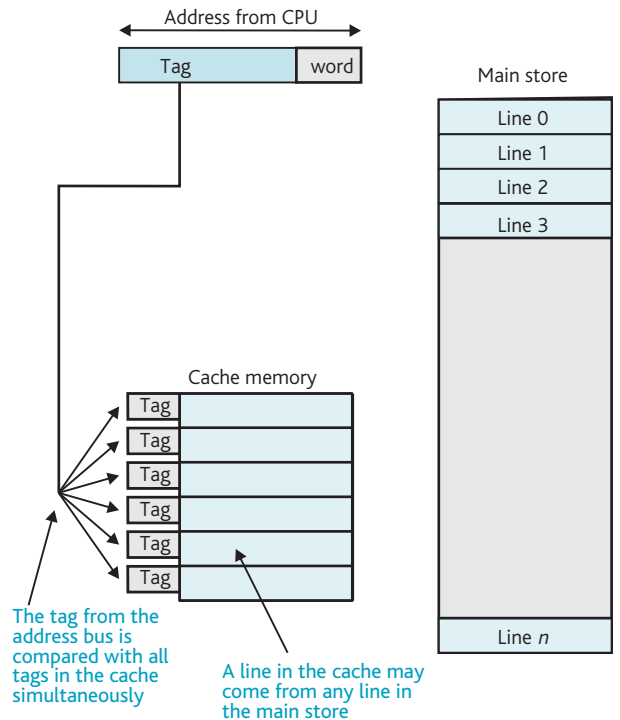 Address from CPU
Tag
word
Main store
Line 0
Line 1
Line 2
Line 3
Line n
Cache memory
Tag
Tag
Tag
Tag
Tag
Tag
The tag from the
address bus is
compared with all
tags in the cache
simultaneously
A line in the cache may
come from any line in
the main store